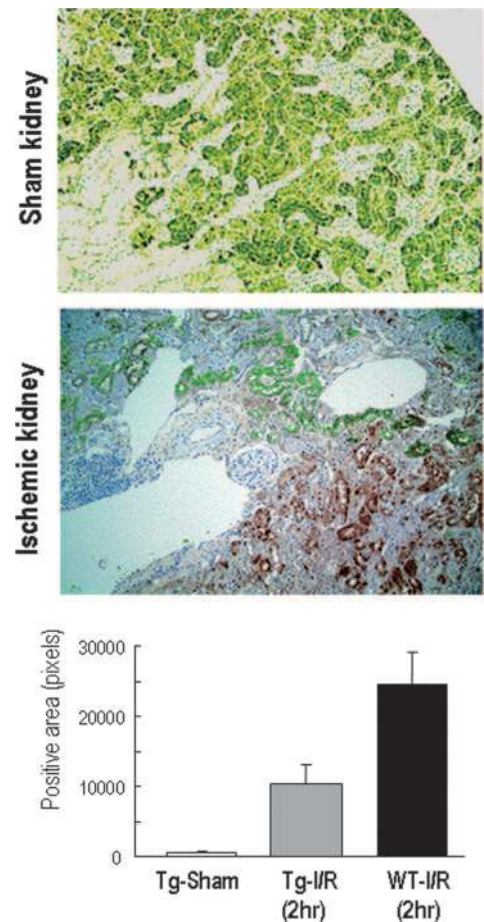 Sham kidney
Ischemic kidney
Positive area (pixels)
30000
20000
10000
0
Tg-Sham
Tg-I/R
(2hr)
WT-I/R
(2hr)